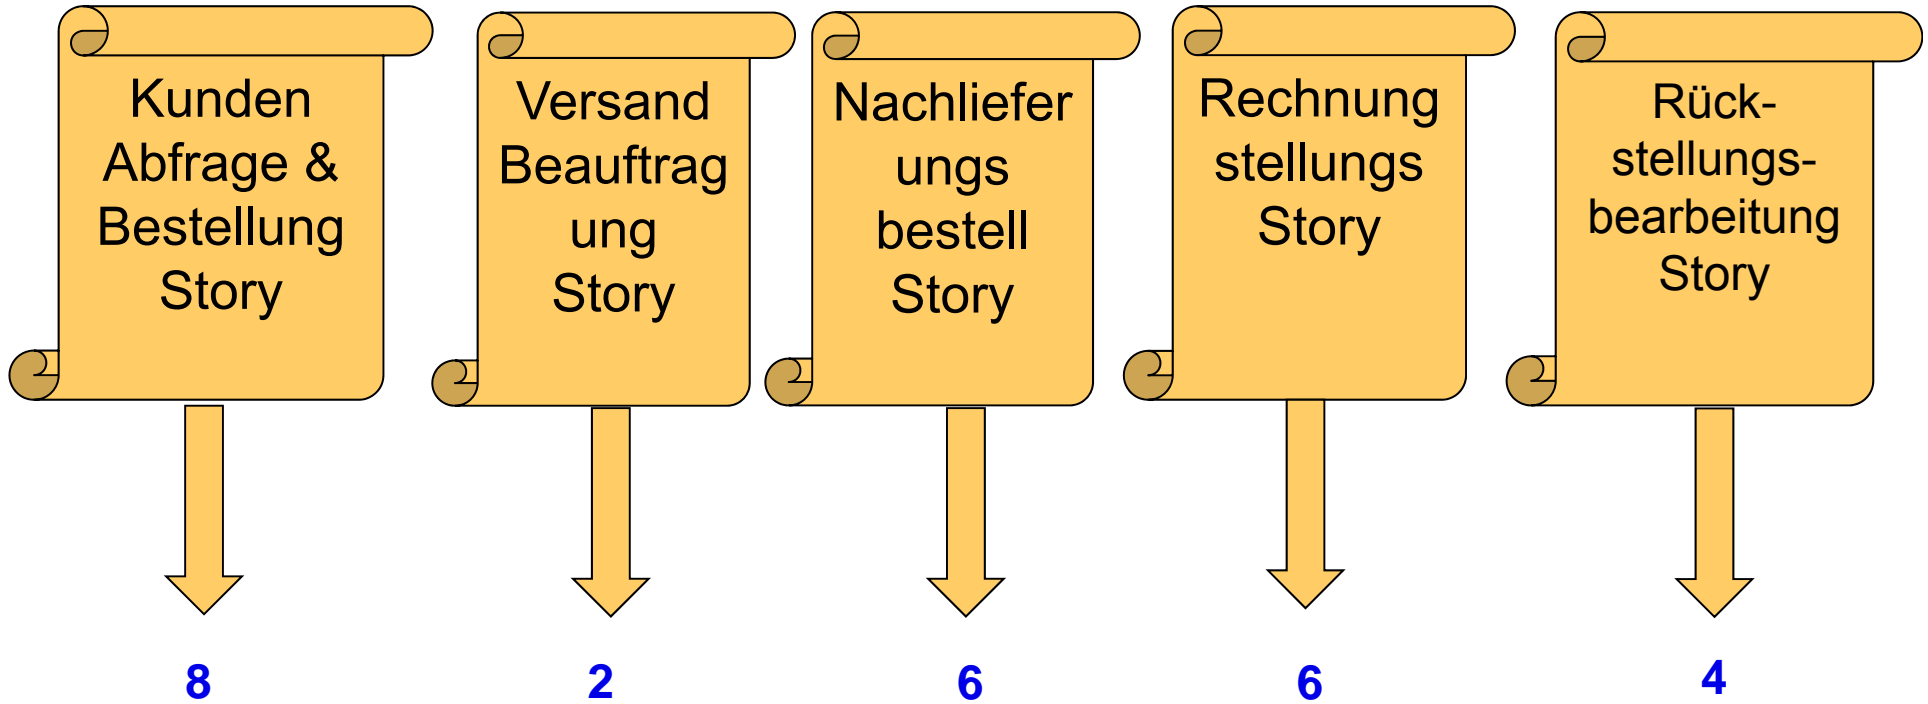 Kunden
Abfrage &
Bestellung
Story
Versand
Beauftrag
ung
Story
Nachliefer
ungs
bestell
Story
Rechnung
stellungs
Story
Rück-
stellungs-
bearbeitung
Story
8
2
6
6
4